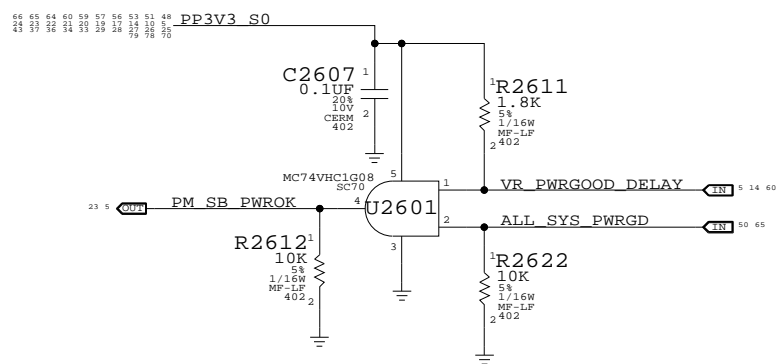 66 65 64 60 59 57 56 53 51 48
24 23 22 21 20 19 17 14 10 5
43 37 36 34 33 29 28 27 26 25
79 78 70
PP3V3_S0
C2607
1
0.1UF
20%
10V
CERM
402
2
1
R2611
1.8K
5%
1/16W
MF-LF
402
2
MC74VHC1G08
SC70
5
1
VR_PWRGOOD_DELAY
IN
5 14 60
23 5
OUT
PM_SB_PWROK
4
U2601
2
ALL_SYS_PWRGD
IN
50 65
3
R2612
1
10K
5%
1/16W
MF-LF
402
2
1
R2622
10K
5%
1/16W
MF-LF
402
2